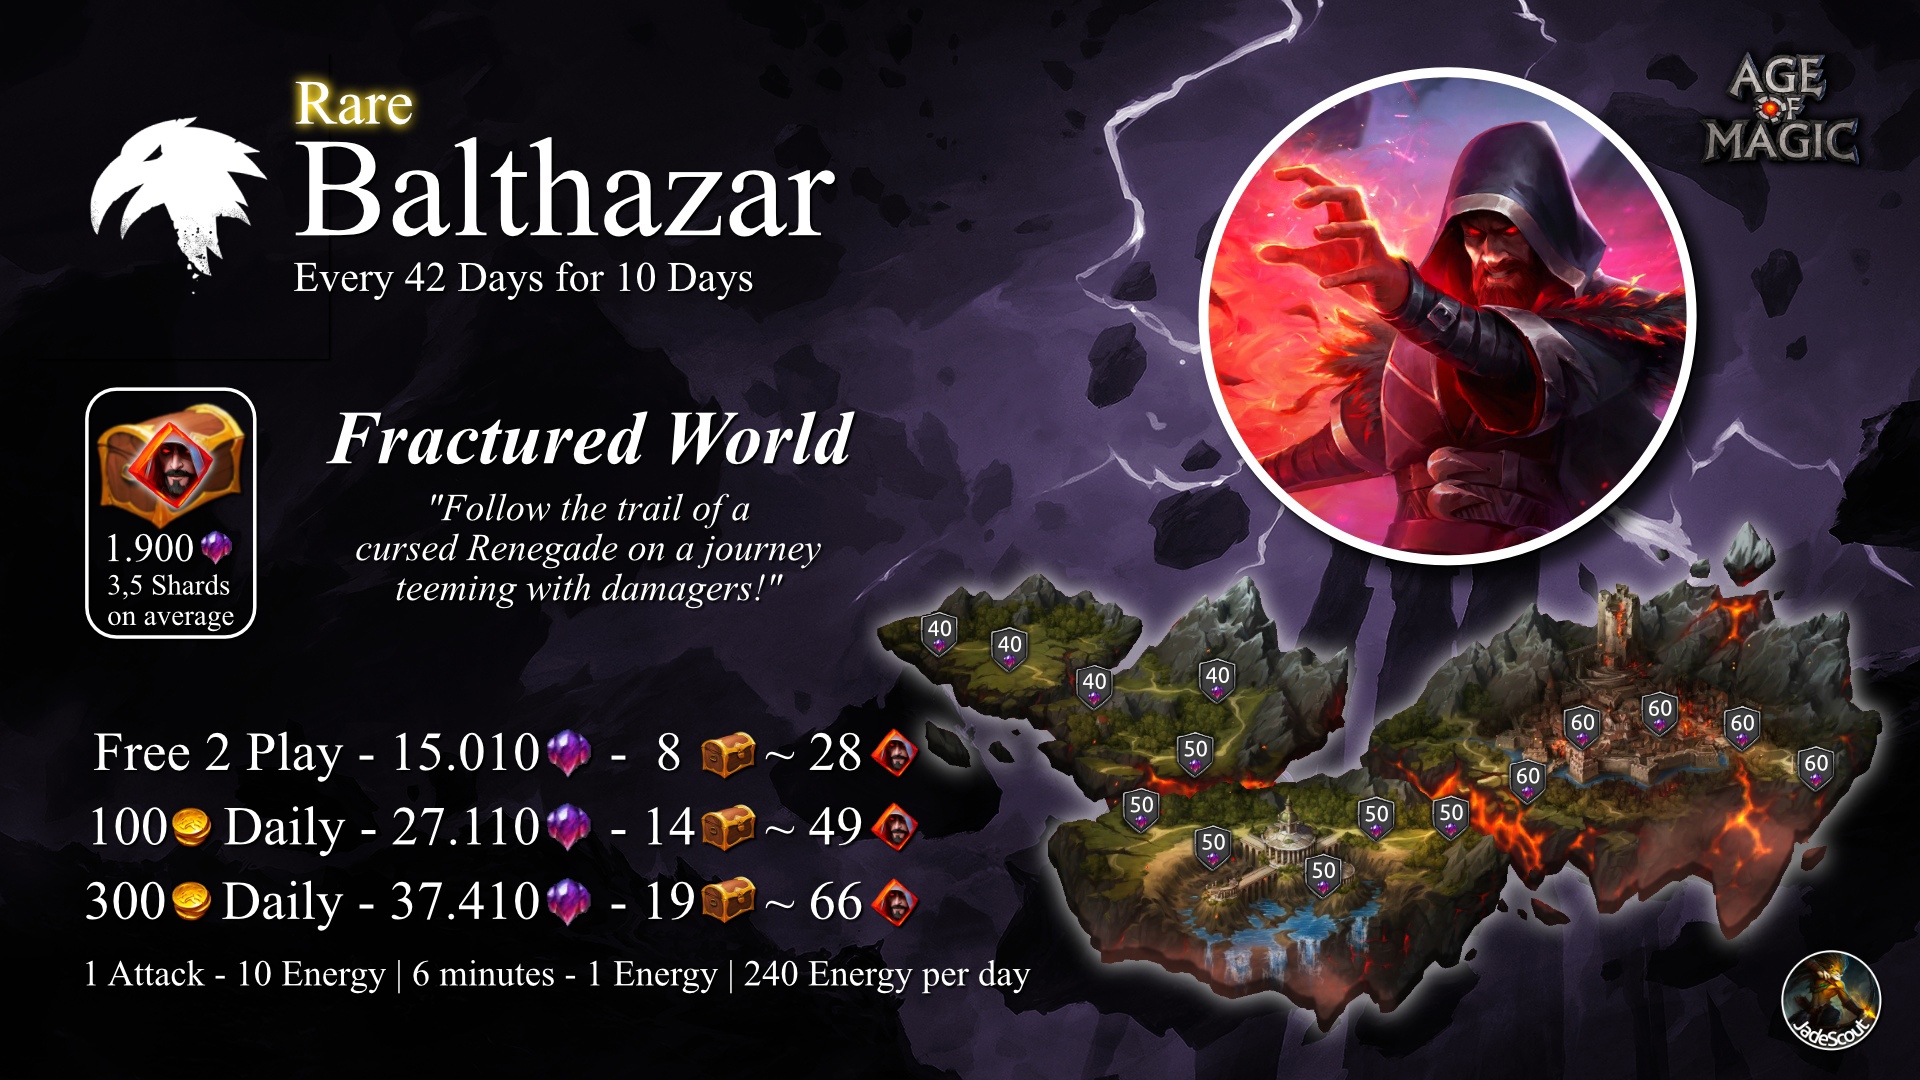 Rare
Balthazar
Every 42 Days for 10 Days
AGE
OF
MAGIC
1.900
3,5 Shards
on average
Fractured World
"Follow the trail of a
cursed Renegade on a journey
teeming with damagers!"
Free 2 Play - 15.010 - 8 ~ 28
100 Daily - 27.110 - 14 ~ 49
300 Daily - 37.410 - 19 ~ 66
1 Attack - 10 Energy | 6 minutes - 1 Energy | 240 Energy per day
40
40
40
40
50
50
50
50
50
50
60
60
60
60
60
JadeScout